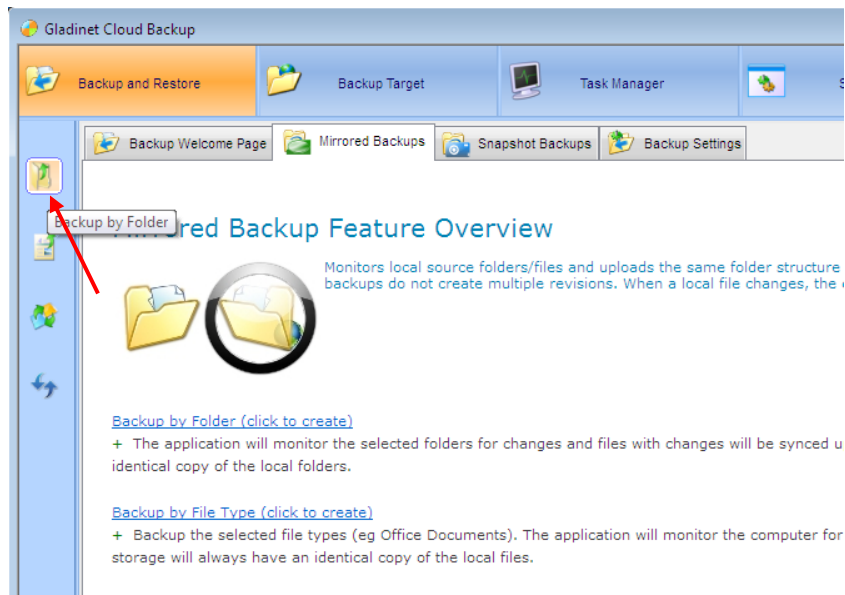 Gladinet Cloud Backup
Backup and Restore
Backup Target
Task Manager
Backup Welcome Page
Mirrored Backups
Snapshot Backups
Backup Settings
Backup by Folder
Mirrored Backup Feature Overview
Monitors local source folders/files and uploads the same folder structure
backups do not create multiple revisions. When a local file changes, the
Backup by Folder (click to create)
+ The application will monitor the selected folders for changes and files with changes will be synced
identical copy of the local folders.
Backup by File Type (click to create)
+ Backup the selected file types (eg Office Documents). The application will monitor the computer for
storage will always have an identical copy of the local files.